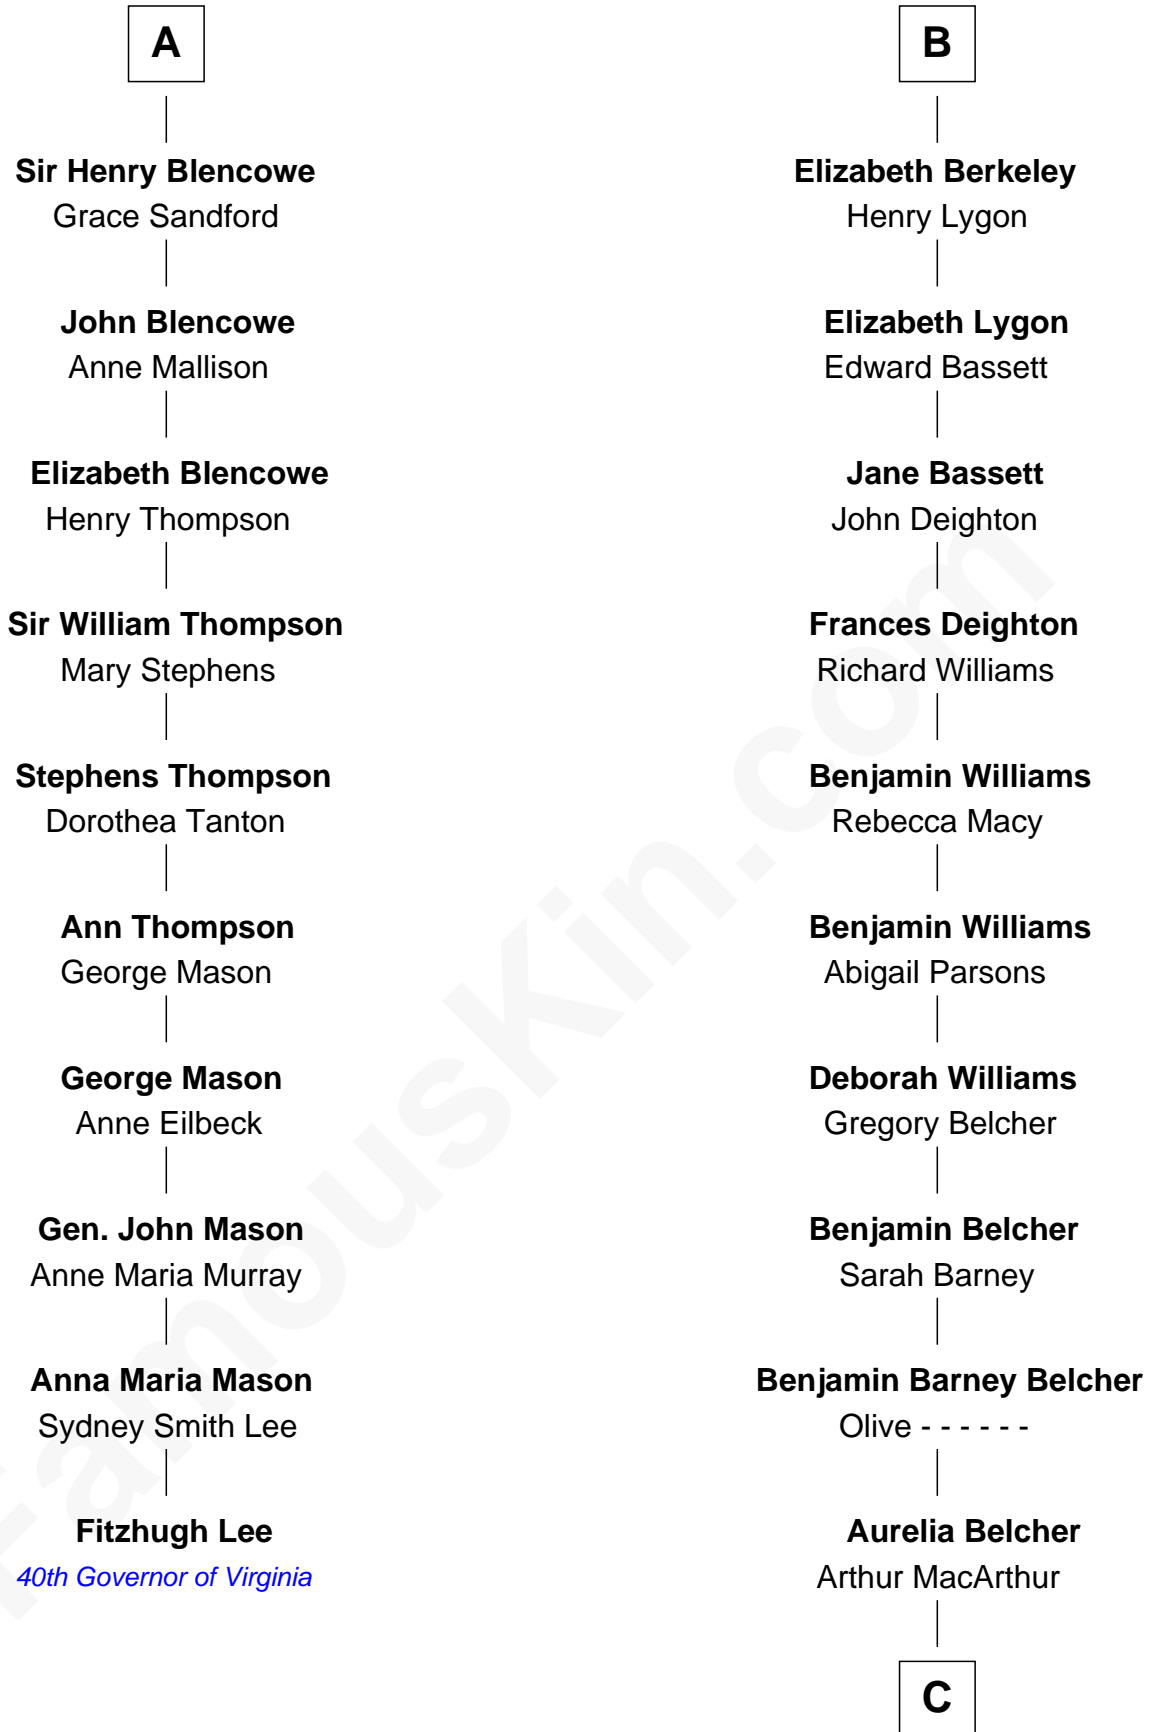 A
Sir Henry Blencowe
Grace Sandford
John Blencowe
Anne Mallison
Elizabeth Blencowe
Henry Thompson
Sir William Thompson
Mary Stephens
Stephens Thompson
Dorothea Tanton
Ann Thompson
George Mason
George Mason
Anne Eilbeck
Gen. John Mason
Anne Maria Murray
Anna Maria Mason
Sydney Smith Lee
Fitzhugh Lee
40th Governor of Virginia
B
Elizabeth Berkeley
Henry Lygon
Elizabeth Lygon
Edward Bassett
Jane Bassett
John Deighton
Frances Deighton
Richard Williams
Benjamin Williams
Rebecca Macy
Benjamin Williams
Abigail Parsons
Deborah Williams
Gregory Belcher
Benjamin Belcher
Sarah Barney
Benjamin Barney Belcher
Olive - - - - - -
Aurelia Belcher
Arthur MacArthur
C
FamousKin.com